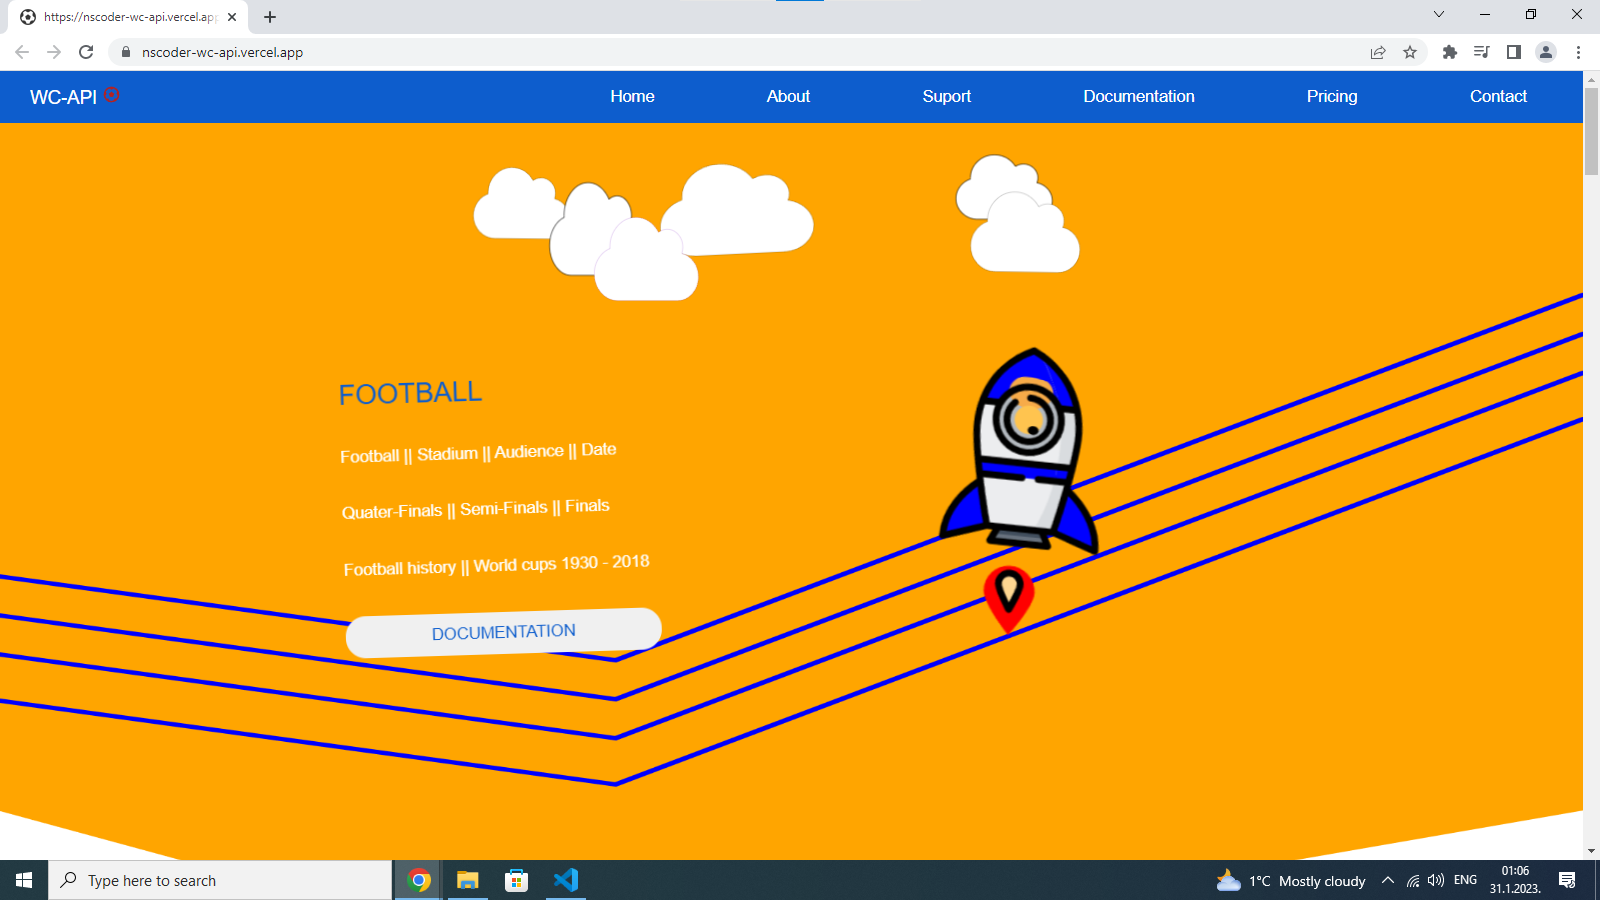 https://nscoder-wc-api.vercel.app
nscoder-wc-api.vercel.app
WC-API Home About Suport Documentation Pricing Contact
FOOTBALL
Football || Stadium || Audience || Date
Quater-Finals || Semi-Finals || Finals
Football history || World cups 1930 - 2018
DOCUMENTATION
Type here to search 1°C Mostly cloudy ENG 01:06
31.1.2023.